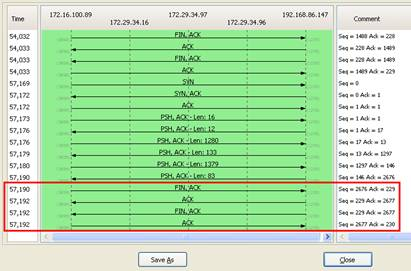 Time 172.16.100.89 172.29.34.16 172.29.34.97 172.29.34.96 192.168.86.147 Comment
54,032 FIN, ACK Seq = 1488 Ack = 228
54,033 ACK Seq = 228 Ack = 1489
54,033 FIN, ACK Seq = 228 Ack = 1489
54,033 ACK Seq = 1489 Ack = 229
57,169 SYN Seq = 0
57,172 SYN, ACK Seq = 0 Ack = 1
57,172 ACK Seq = 1 Ack = 1
57,173 PSH, ACK - Len: 16 Seq = 1 Ack = 1
57,176 PSH, ACK - Len: 12 Seq = 1 Ack = 17
57,176 PSH, ACK - Len: 1280 Seq = 17 Ack = 13
57,179 PSH, ACK - Len: 133 Seq = 13 Ack = 1297
57,180 PSH, ACK - Len: 1379 Seq = 1297 Ack = 146
57,190 PSH, ACK - Len: 83 Seq = 146 Ack = 2676
57,190 FIN, ACK Seq = 2676 Ack = 229
57,192 ACK Seq = 229 Ack = 2677
57,192 FIN, ACK Seq = 229 Ack = 2677
57,192 ACK Seq = 2677 Ack = 230
Save As Close